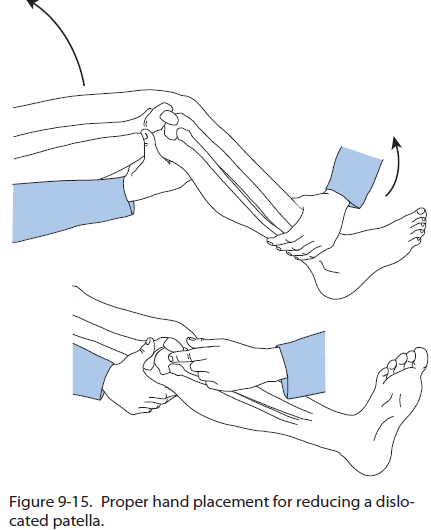 Figure 9-15. Proper hand placement for reducing a dislo-
cated patella.